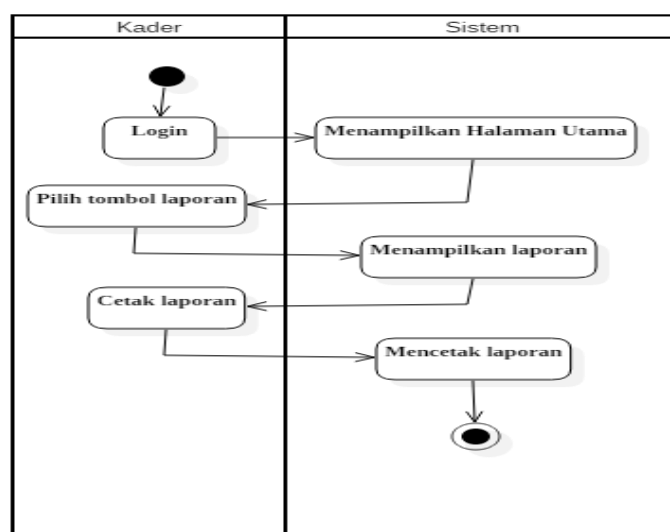 Kader
Sistem
Login
Menampilkan Halaman Utama
Pilih tombol laporan
Menampilkan laporan
Cetak laporan
Mencetak laporan